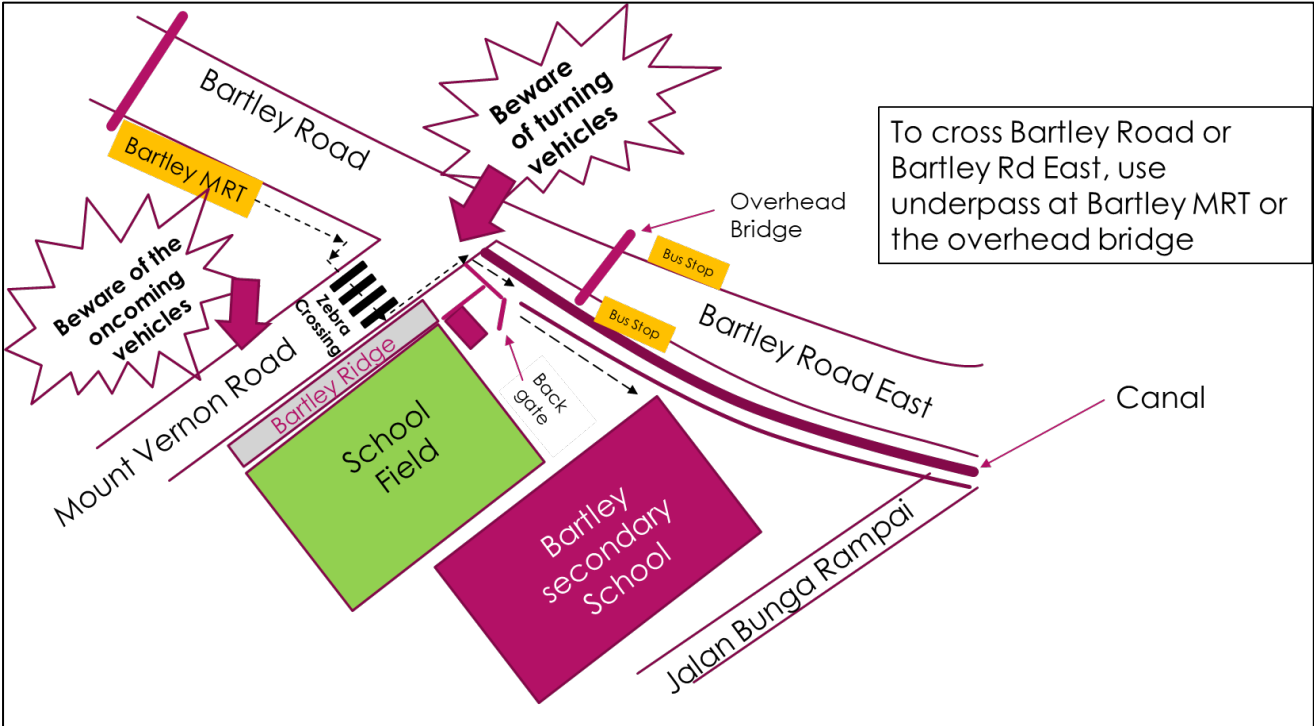 Bartley Road
Beware
of turning
vehicles
To cross Bartley Road or
Bartley Rd East, use
underpass at Bartley MRT or
the overhead bridge
Bartley MRT
Overhead
Bridge
Beware of the
oncoming
vehicles
Bus Stop
Bus Stop
Zebra
Crossing
Bartley Road East
Bartley Ridge
Back
gate
Canal
Mount Vernon Road
School
Field
Bartley
secondary
School
Jalan Bunga Rampai